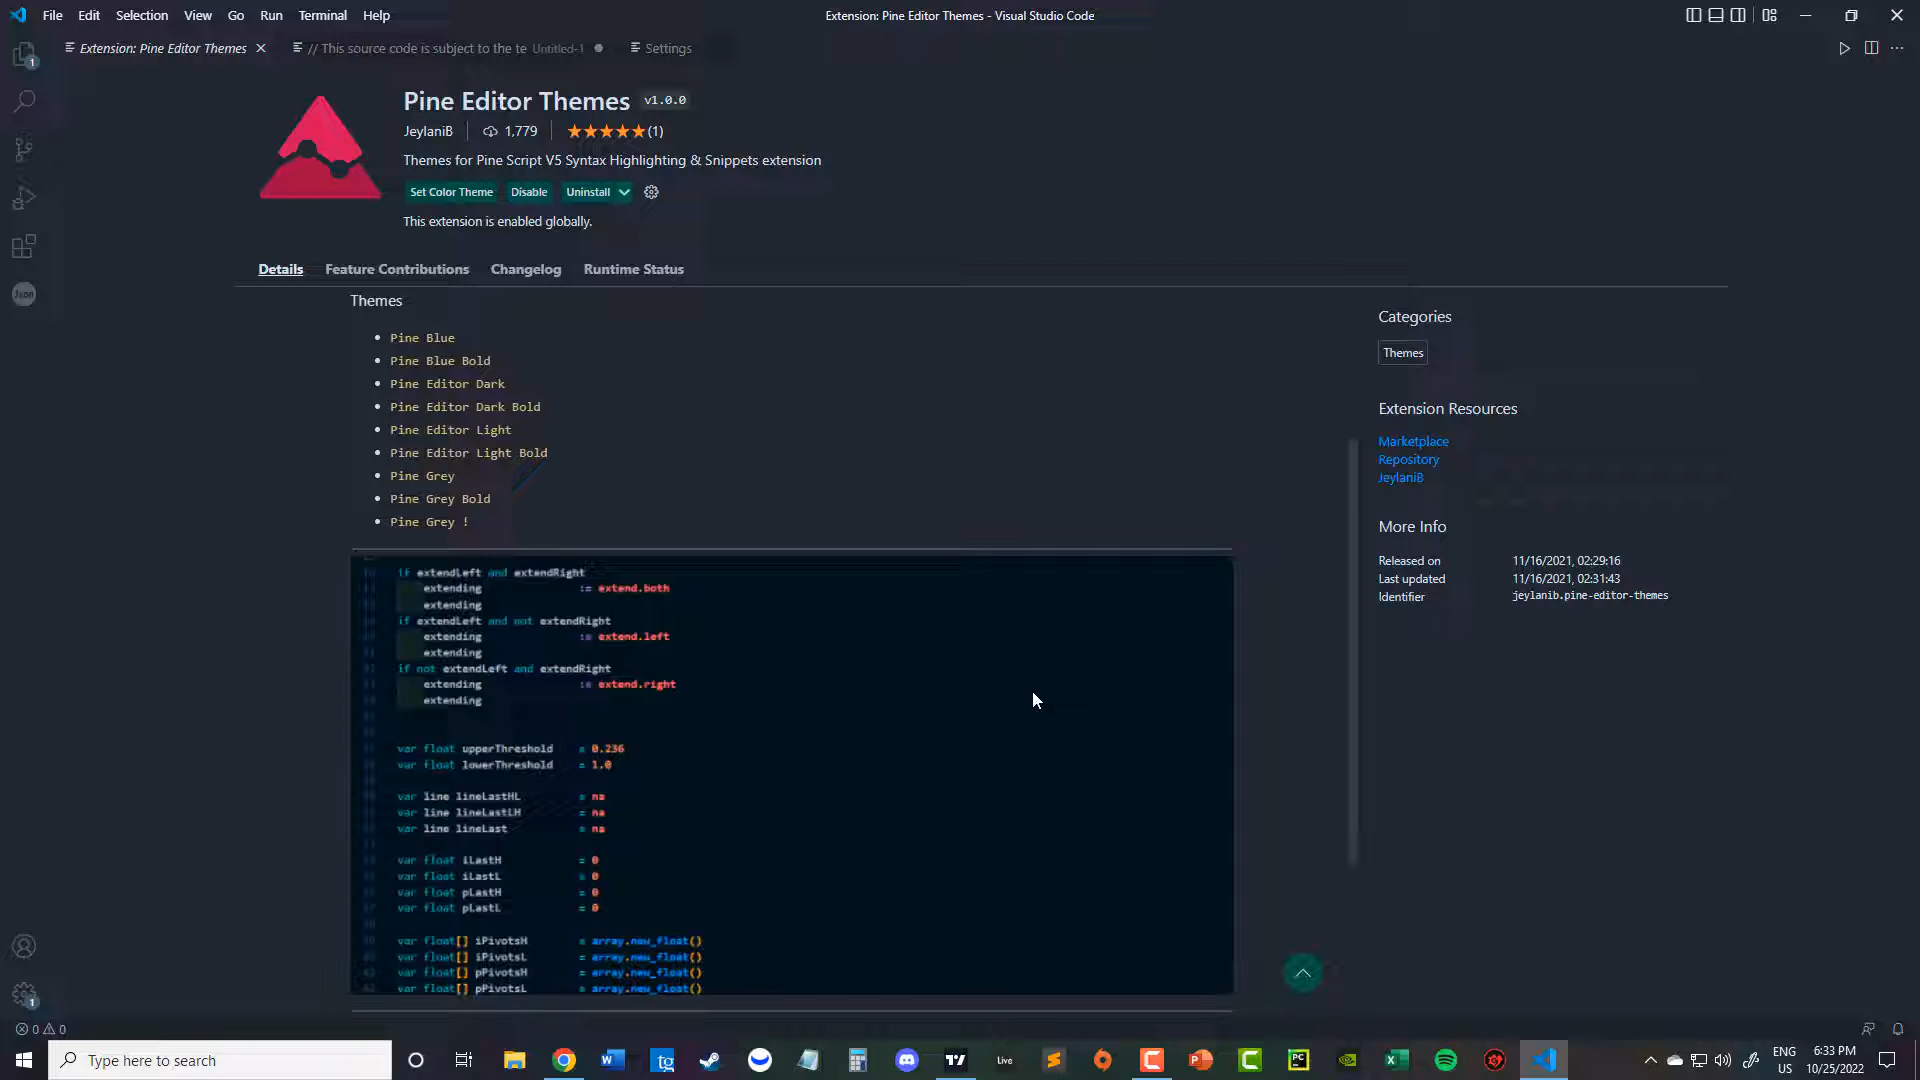 File Edit Selection View Go Run Terminal Help
Extension: Pine Editor Themes - Visual Studio Code
Extension: Pine Editor Themes
// This source code is subject to the te Untitled-1
Settings
1
Pine Editor Themes v1.0.0
JeylaniB 1,779 (1)
Themes for Pine Script V5 Syntax Highlighting & Snippets extension
Set Color Theme Disable Uninstall
This extension is enabled globally.
Details Feature Contributions Changelog Runtime Status
Json
Themes
Pine Blue
Pine Blue Bold
Pine Editor Dark
Pine Editor Dark Bold
Pine Editor Light
Pine Editor Light Bold
Pine Grey
Pine Grey Bold
Pine Grey !
Categories
Themes
Extension Resources
Marketplace
Repository
JeylaniB
More Info
Released on 11/16/2021, 02:29:16
Last updated 11/16/2021, 02:31:43
Identifier jeylanib.pine-editor-themes
if extendLeft and extendRight
extending := extend.both
extending
if extendLeft and not extendRight
extending := extend.left
extending
if not extendLeft and extendRight
extending := extend.right
extending
var float upperThreshold = 0.236
var float lowerThreshold = 1.0
var line lineLastHL = na
var line lineLastLH = na
var line lineLast = na
var float iLastH = 0
var float iLastL = 0
var float pLastH = 0
var float pLastL = 0
var float[] iPivotsH = array.new_float()
var float[] iPivotsL = array.new_float()
var float[] pPivotsH = array.new_float()
var float[] pPivotsL = array.new_float()
1
0 0
Type here to search
Live
ENG
US
6:33 PM
10/25/2022